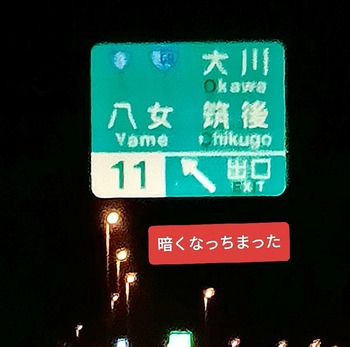 大川
Okawa
八女 筑後
Yame Chikugo
11 出口
EXIT
暗くなっちまった